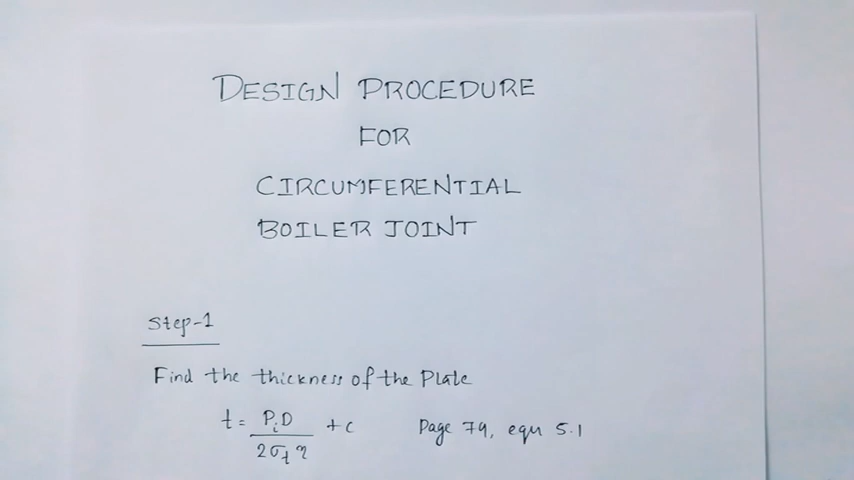 DESIGN PROCEDURE
FOR
CIRCUMFERENTIAL
BOILER JOINT
Step-1
Find the thickness of the Plate
t = PᵢD / 2σₜη + c Page 79, equn 5.1